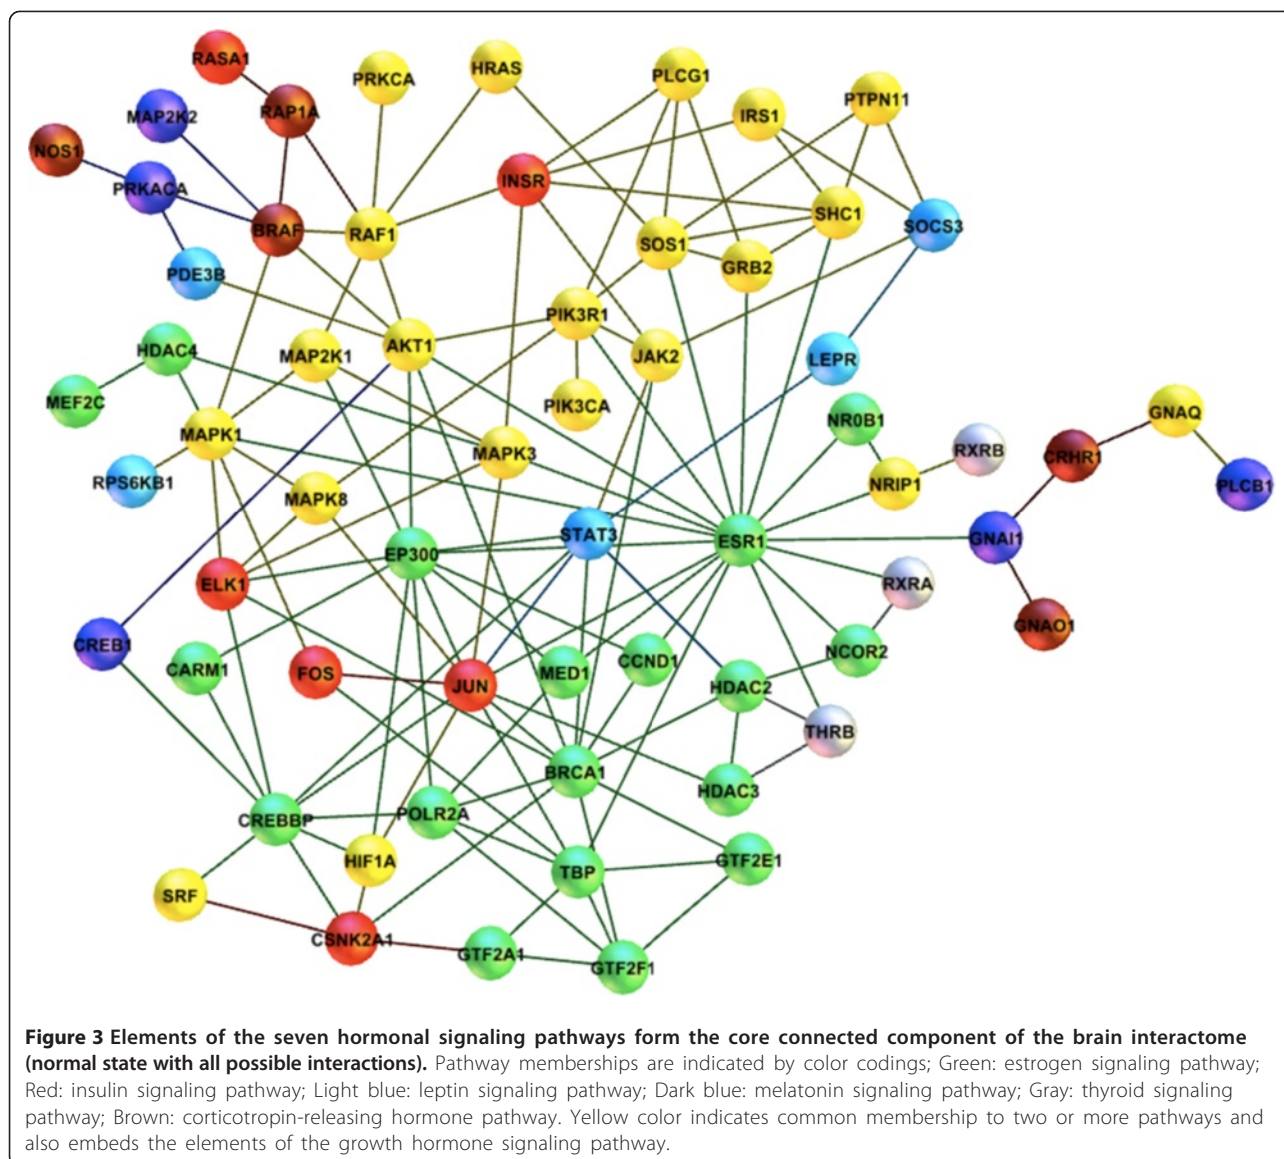 RASA1
PRKCA
HRAS
PLCG1
PTPN11
IRS1
MAP2K2
RAP1A
NOS1
PRKACA
INSR
SHC1
SOCS3
BRAF
RAF1
SOS1
GRB2
PDE3B
PIK3R1
HDAC4
MAP2K1
AKT1
JAK2
LEPR
MEF2C
PIK3CA
NR0B1
GNAQ
MAPK1
MAPK3
RXRB
CRHR1
RPS6KB1
MAPK8
NRIP1
PLCB1
EP300
STAT3
ESR1
GNAI1
ELK1
RXRA
GNAO1
CREB1
CARM1
FOS
JUN
MED1
CCND1
HDAC2
NCOR2
THRB
BRCA1
HDAC3
CREBBP
POLR2A
HIF1A
TBP
GTF2E1
SRF
CSNK2A1
GTF2A1
GTF2F1
Figure 3 Elements of the seven hormonal signaling pathways form the core connected component of the brain interactome
(normal state with all possible interactions). Pathway memberships are indicated by color codings; Green: estrogen signaling pathway;
Red: insulin signaling pathway; Light blue: leptin signaling pathway; Dark blue: melatonin signaling pathway; Gray: thyroid signaling
pathway; Brown: corticotropin-releasing hormone pathway. Yellow color indicates common membership to two or more pathways and
also embeds the elements of the growth hormone signaling pathway.